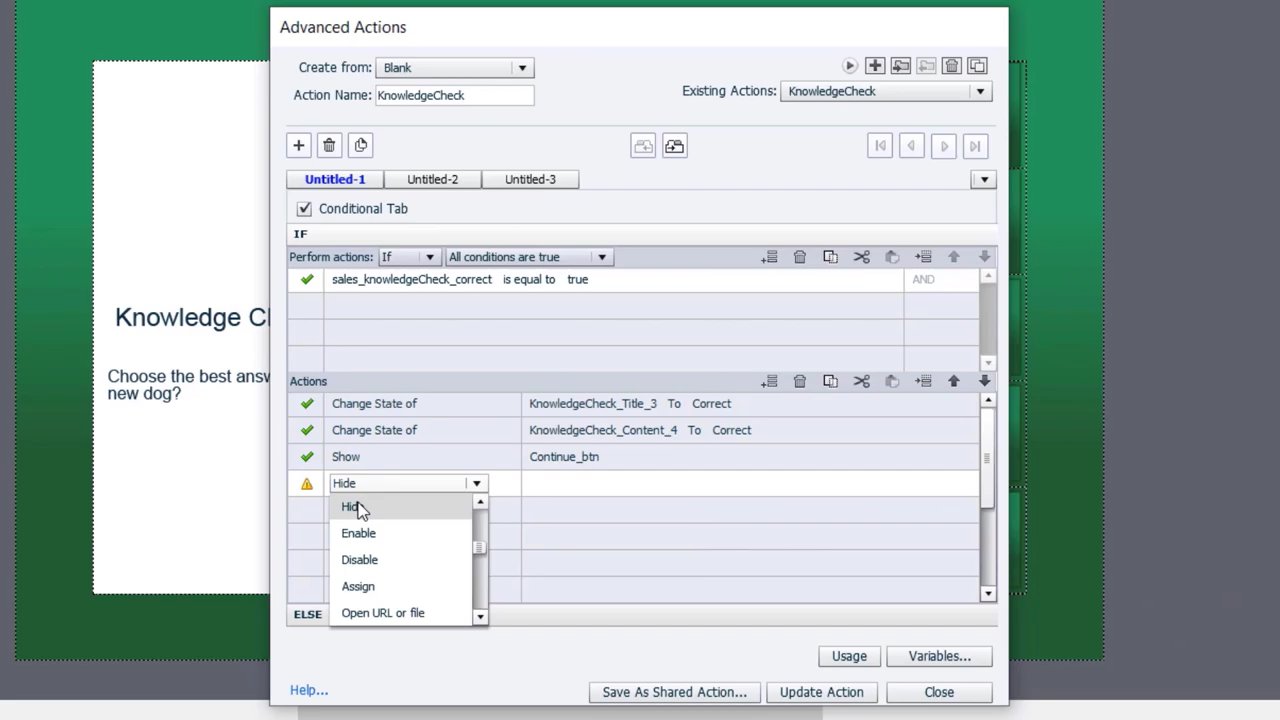 Advanced Actions
Create from: Blank
Action Name: KnowledgeCheck
Existing Actions: KnowledgeCheck
Untitled-1 Untitled-2 Untitled-3
Conditional Tab
IF
Perform actions: If All conditions are true
sales_knowledgeCheck_correct is equal to true AND
Actions
Change State of KnowledgeCheck_Title_3 To Correct
Change State of KnowledgeCheck_Content_4 To Correct
Show Continue_btn
Hide
Enable
Disable
Assign
Open URL or file
ELSE
Usage Variables...
Help... Save As Shared Action... Update Action Close
Knowledge
Choose the best
new dog?